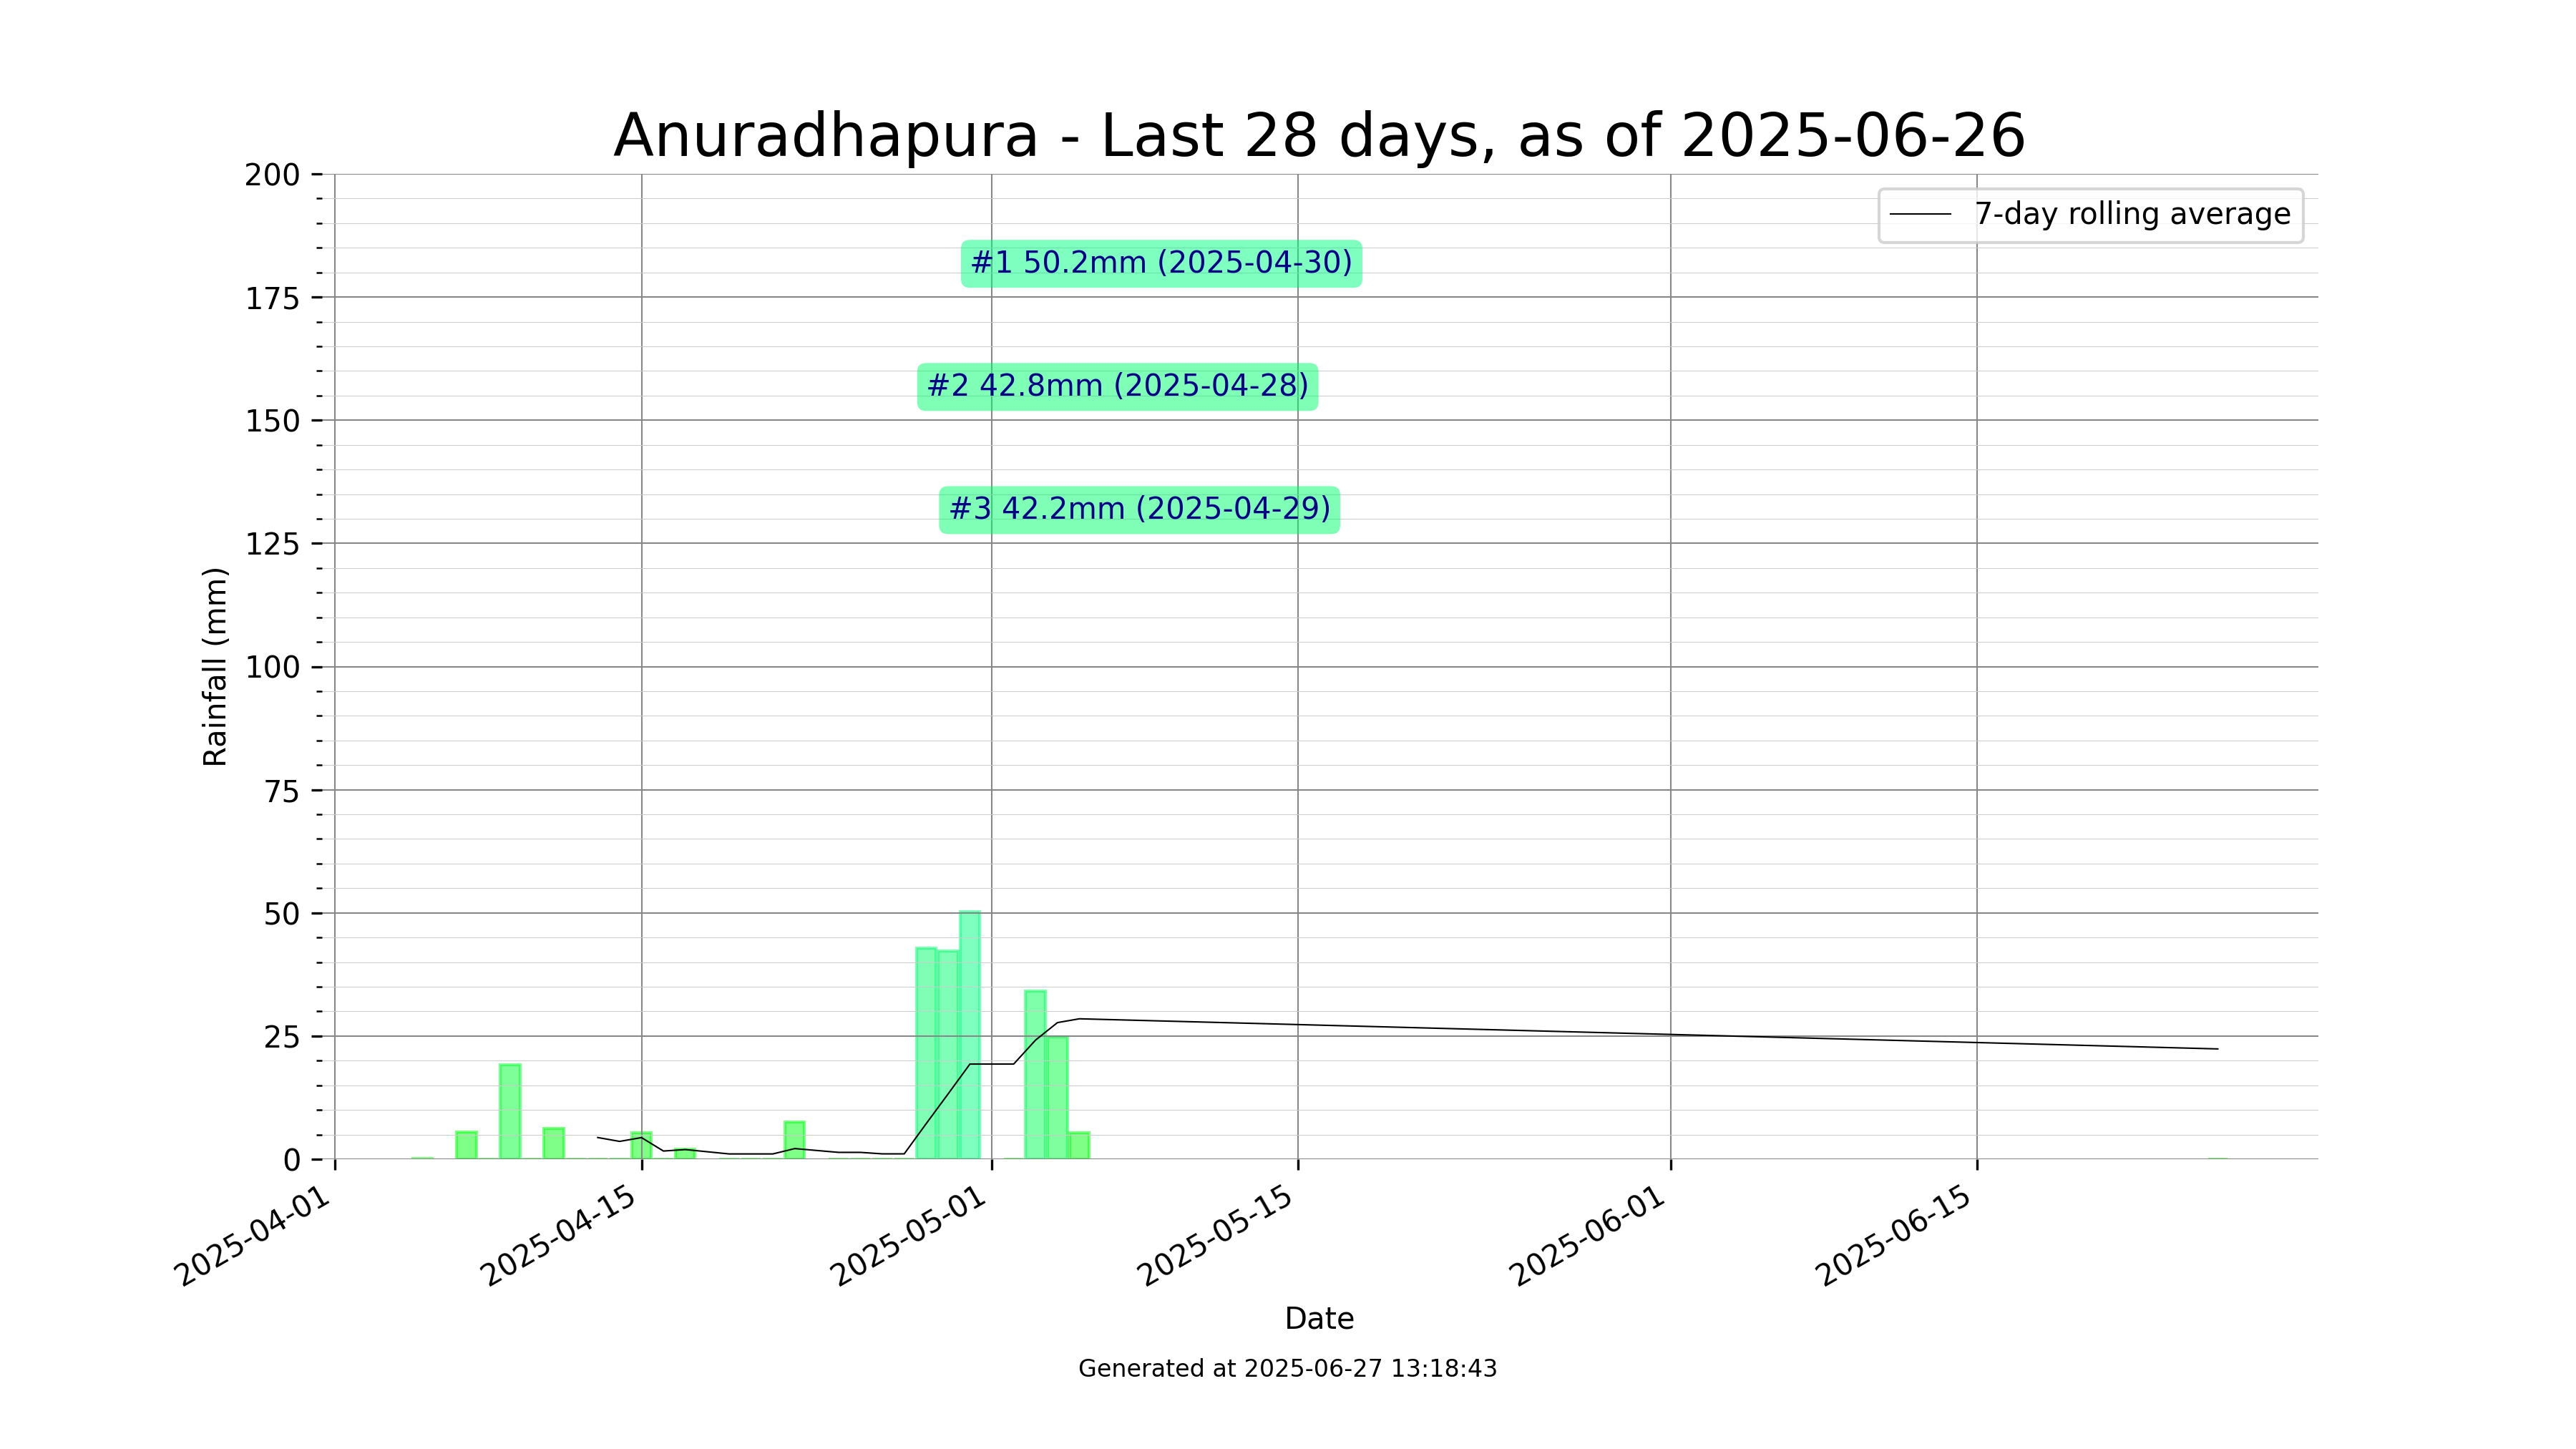 Anuradhapura - Last 28 days, as of 2025-06-26
7-day rolling average
#1 50.2mm (2025-04-30)
#2 42.8mm (2025-04-28)
#3 42.2mm (2025-04-29)
Rainfall (mm)
200
175
150
125
100
75
50
25
0
2025-04-01
2025-04-15
2025-05-01
2025-05-15
2025-06-01
2025-06-15
Date
Generated at 2025-06-27 13:18:43